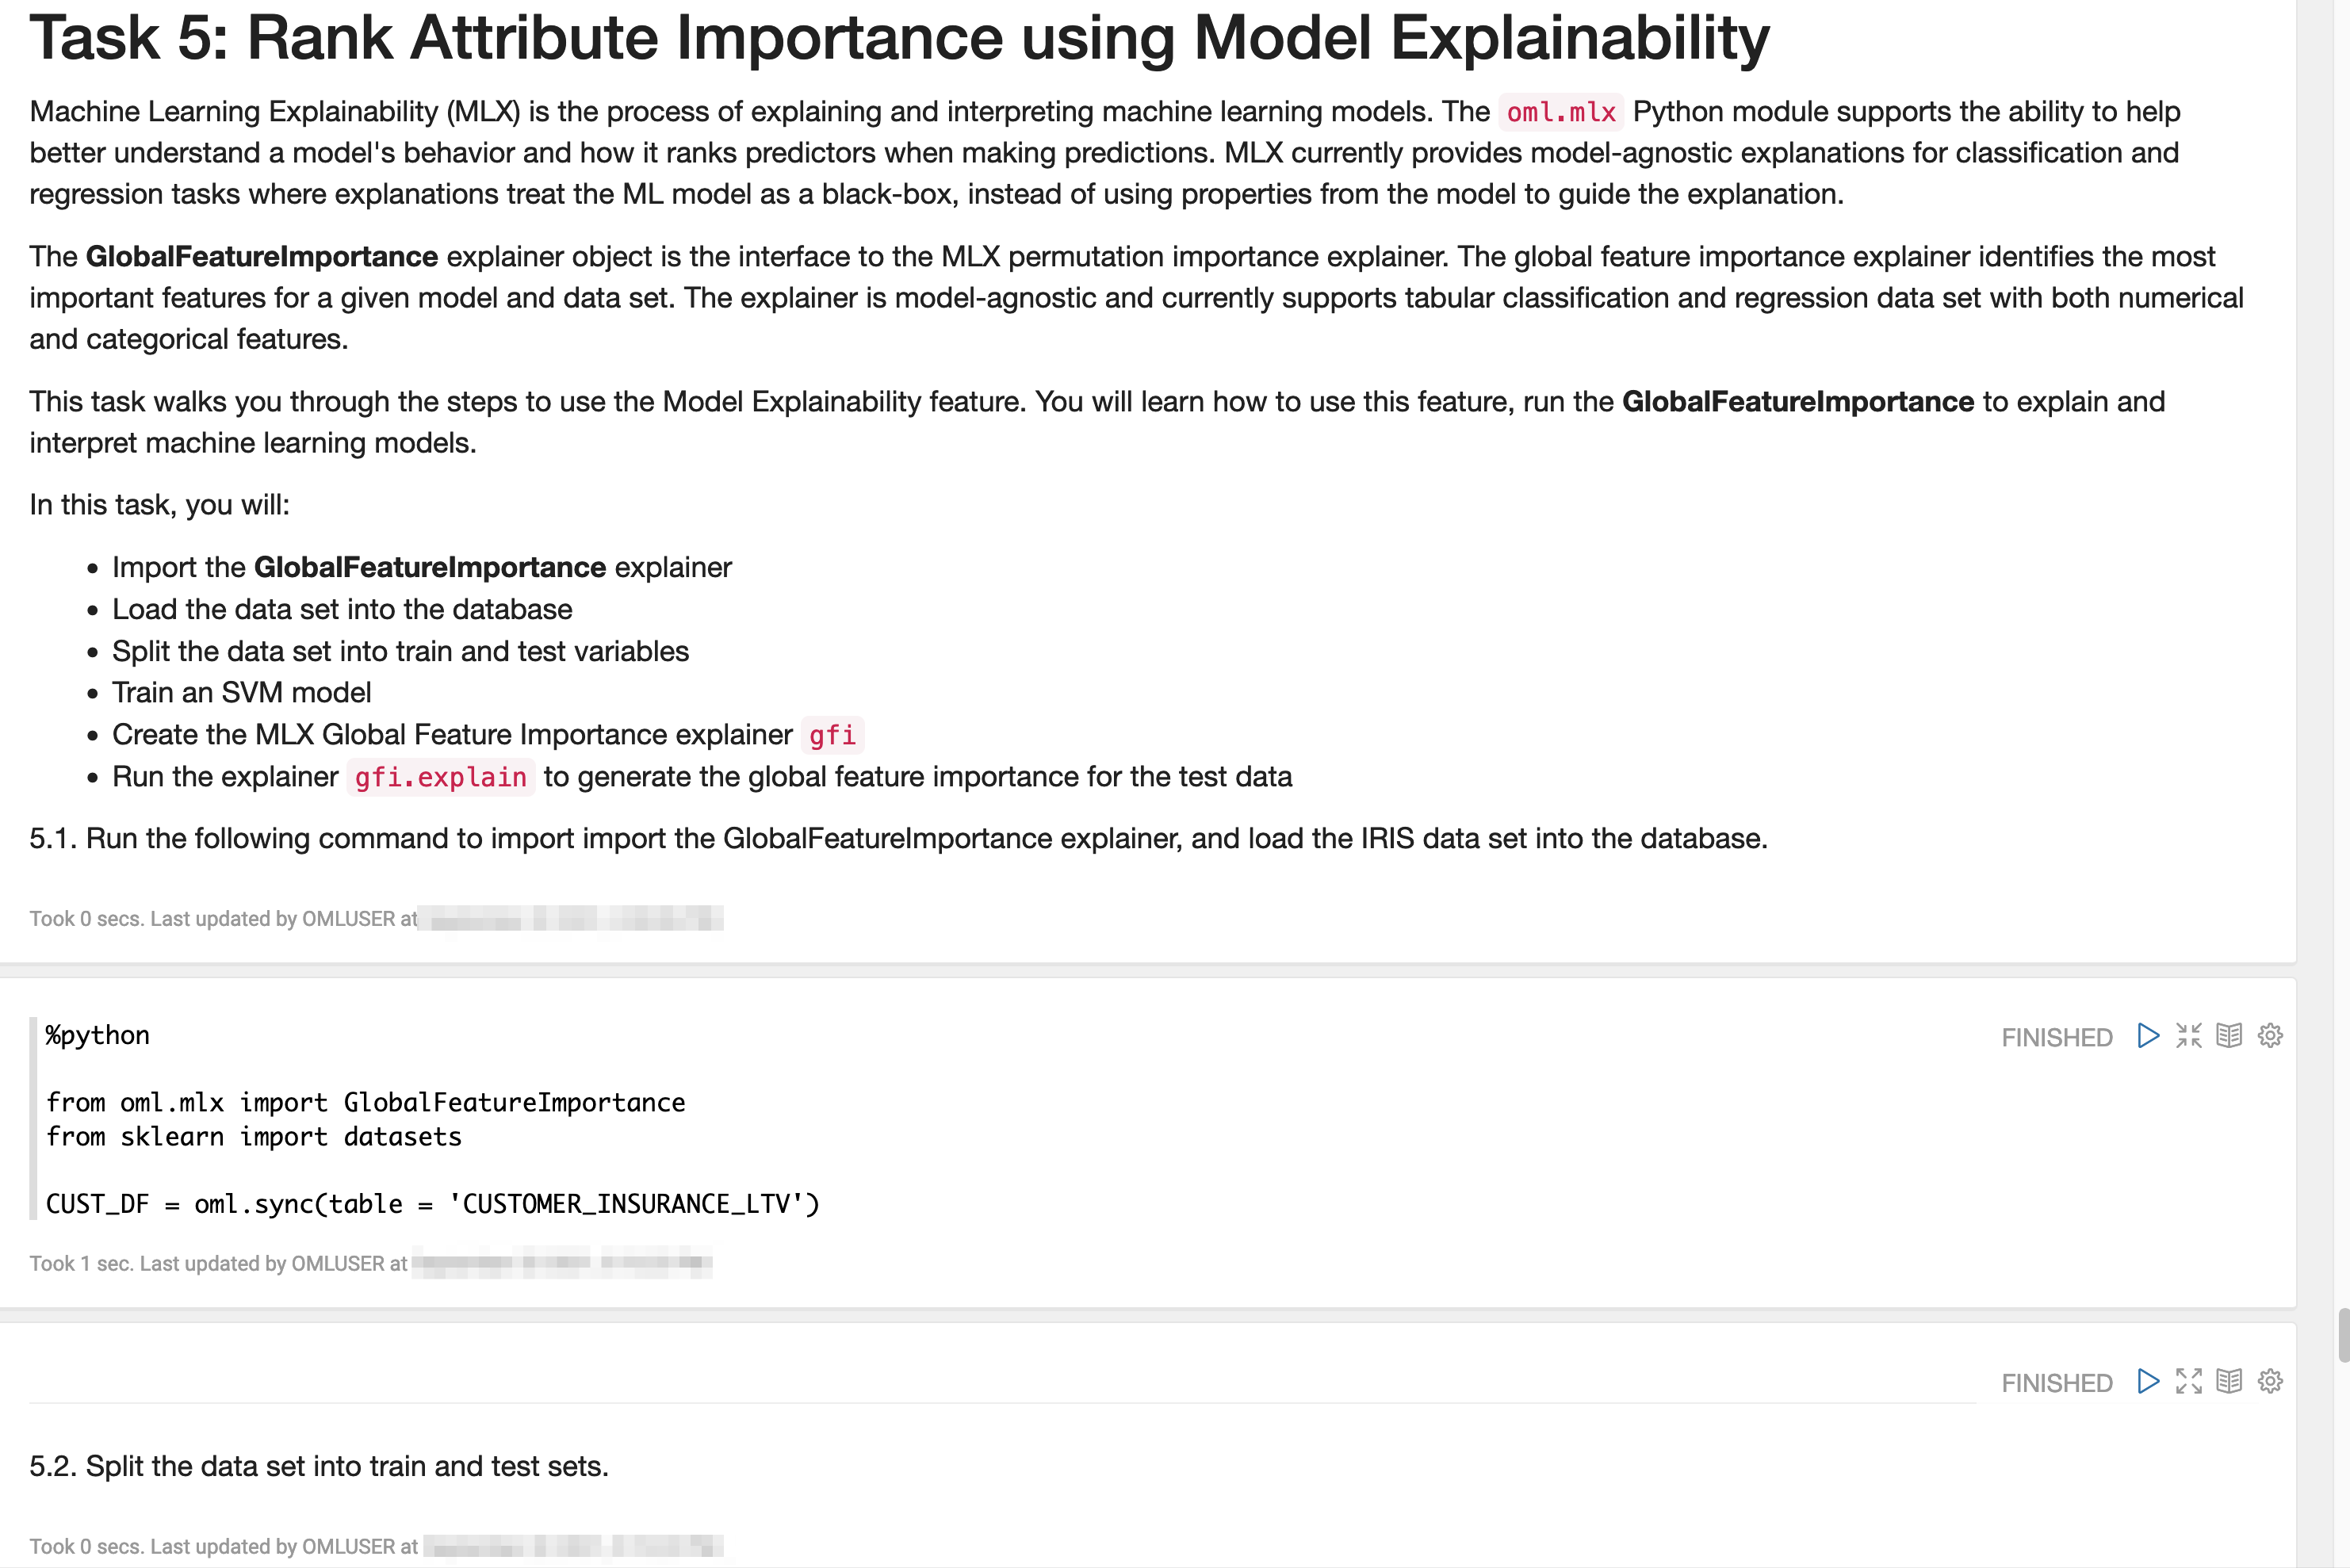 Task 5: Rank Attribute Importance using Model Explainability
Machine Learning Explainability (MLX) is the process of explaining and interpreting machine learning models. The oml.mlx Python module supports the ability to help
better understand a model's behavior and how it ranks predictors when making predictions. MLX currently provides model-agnostic explanations for classification and
regression tasks where explanations treat the ML model as a black-box, instead of using properties from the model to guide the explanation.
The GlobalFeatureImportance explainer object is the interface to the MLX permutation importance explainer. The global feature importance explainer identifies the most
important features for a given model and data set. The explainer is model-agnostic and currently supports tabular classification and regression data set with both numerical
and categorical features.
This task walks you through the steps to use the Model Explainability feature. You will learn how to use this feature, run the GlobalFeatureImportance to explain and
interpret machine learning models.
In this task, you will:
• Import the GlobalFeatureImportance explainer
• Load the data set into the database
• Split the data set into train and test variables
• Train an SVM model
• Create the MLX Global Feature Importance explainer gfi
• Run the explainer gfi.explain to generate the global feature importance for the test data
5.1. Run the following command to import import the GlobalFeatureImportance explainer, and load the IRIS data set into the database.
Took 0 secs. Last updated by OMLUSER at
%python
FINISHED
from oml.mlx import GlobalFeatureImportance
from sklearn import datasets
CUST_DF = oml.sync(table = 'CUSTOMER_INSURANCE_LTV')
Took 1 sec. Last updated by OMLUSER at
FINISHED
5.2. Split the data set into train and test sets.
Took 0 secs. Last updated by OMLUSER at